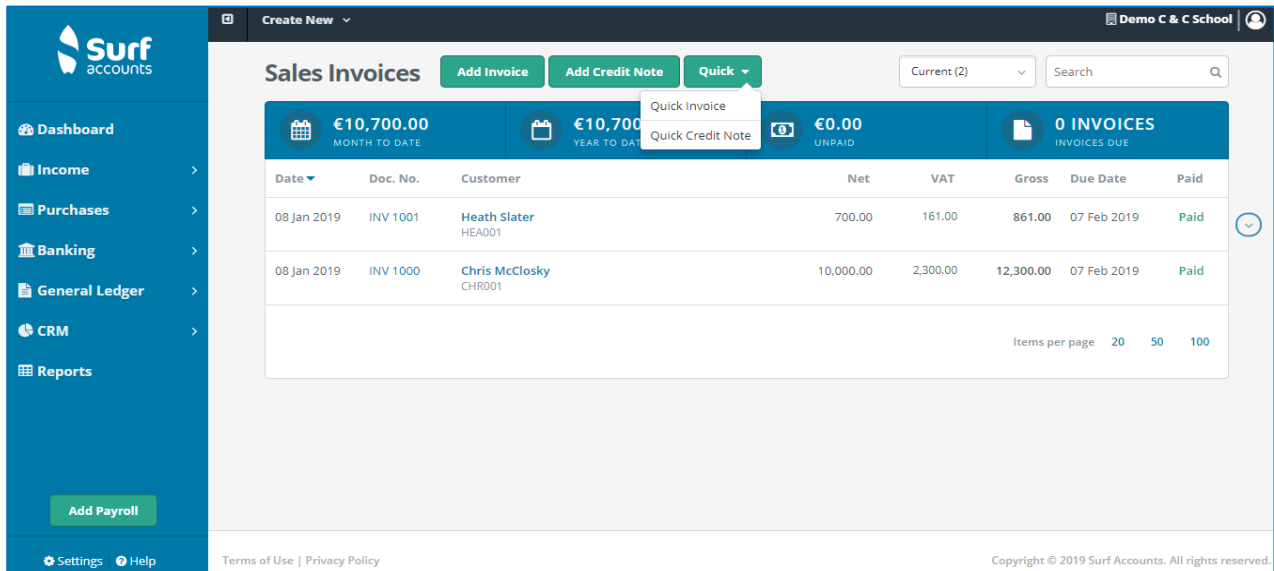 Surf
accounts
Dashboard
Income
Purchases
Banking
General Ledger
CRM
Reports
Add Payroll
Settings Help
Create New
Demo C & C School
Sales Invoices Add Invoice Add Credit Note Quick Current (2) Search
Quick Invoice
Quick Credit Note
€10,700.00 €10,700 €0.00 0 INVOICES
MONTH TO DATE YEAR TO DAT UNPAID INVOICES DUE
Date Doc. No. Customer Net VAT Gross Due Date Paid
08 Jan 2019 INV 1001 Heath Slater 700.00 161.00 861.00 07 Feb 2019 Paid
HEA001
08 Jan 2019 INV 1000 Chris McClosky 10,000.00 2,300.00 12,300.00 07 Feb 2019 Paid
CHR001
Items per page 20 50 100
Terms of Use | Privacy Policy Copyright © 2019 Surf Accounts. All rights reserved.